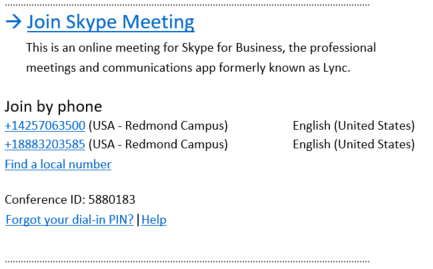 → Join Skype Meeting
This is an online meeting for Skype for Business, the professional
meetings and communications app formerly known as Lync.
Join by phone
+14257063500 (USA - Redmond Campus) English (United States)
+18883203585 (USA - Redmond Campus) English (United States)
Find a local number
Conference ID: 5880183
Forgot your dial-in PIN? | Help